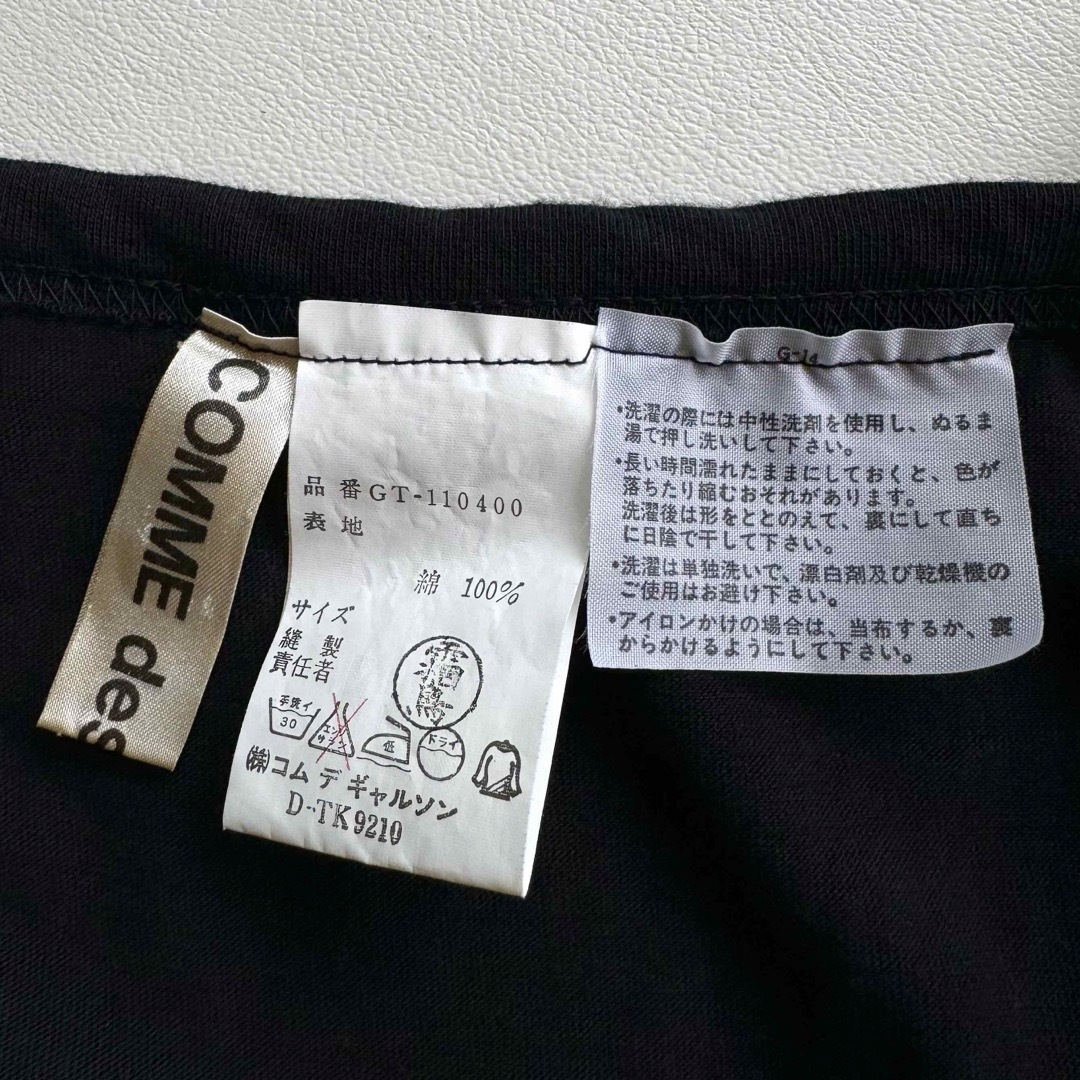 COMME des
品番GT-110400
表地
綿 100%
サイズ
縫製
責任者
手洗イ
30
エンソ
サラシ
低
ドライ
㈱コム デ ギャルソン
D-TK9210
G-14
・洗濯の際には中性洗剤を使用し、ぬるま
湯で押し洗いして下さい。
・長い時間濡れたままにしておくと、色が
落ちたり縮むおそれがあります。
洗濯後は形をととのえて、裏にして直ち
に日陰で干して下さい。
・洗濯は単独洗いで、漂白剤及び乾燥機の
ご使用はお避け下さい。
・アイロンかけの場合は、当布するか、裏
からかけるようにして下さい。